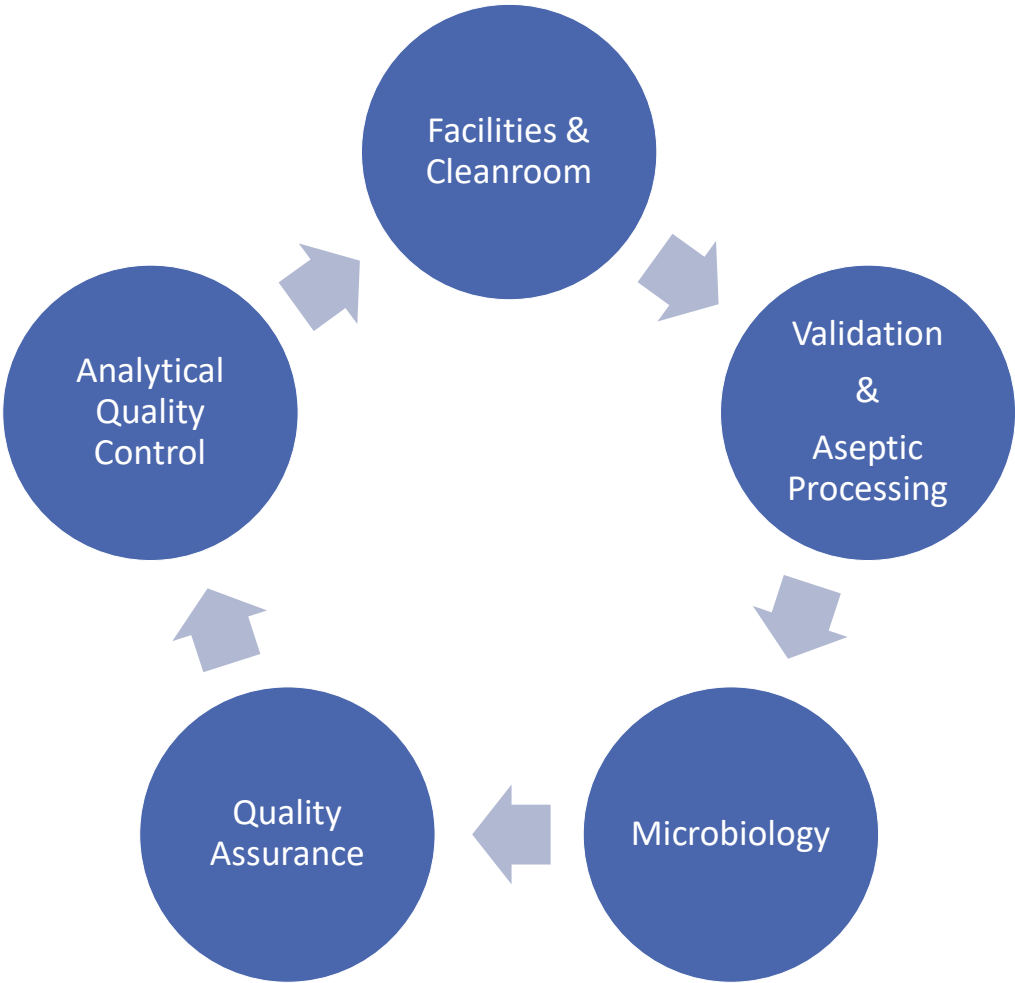 Facilities &
Cleanroom
Validation
&
Aseptic
Processing
Microbiology
Quality
Assurance
Analytical
Quality
Control